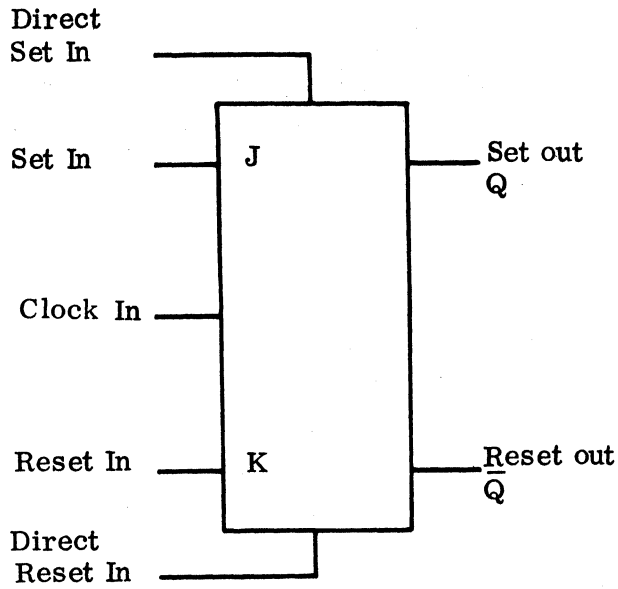 Direct
Set In
Set In
J
Set out
Q
Clock In
Reset In
K
Reset out
Q̅
Direct
Reset In